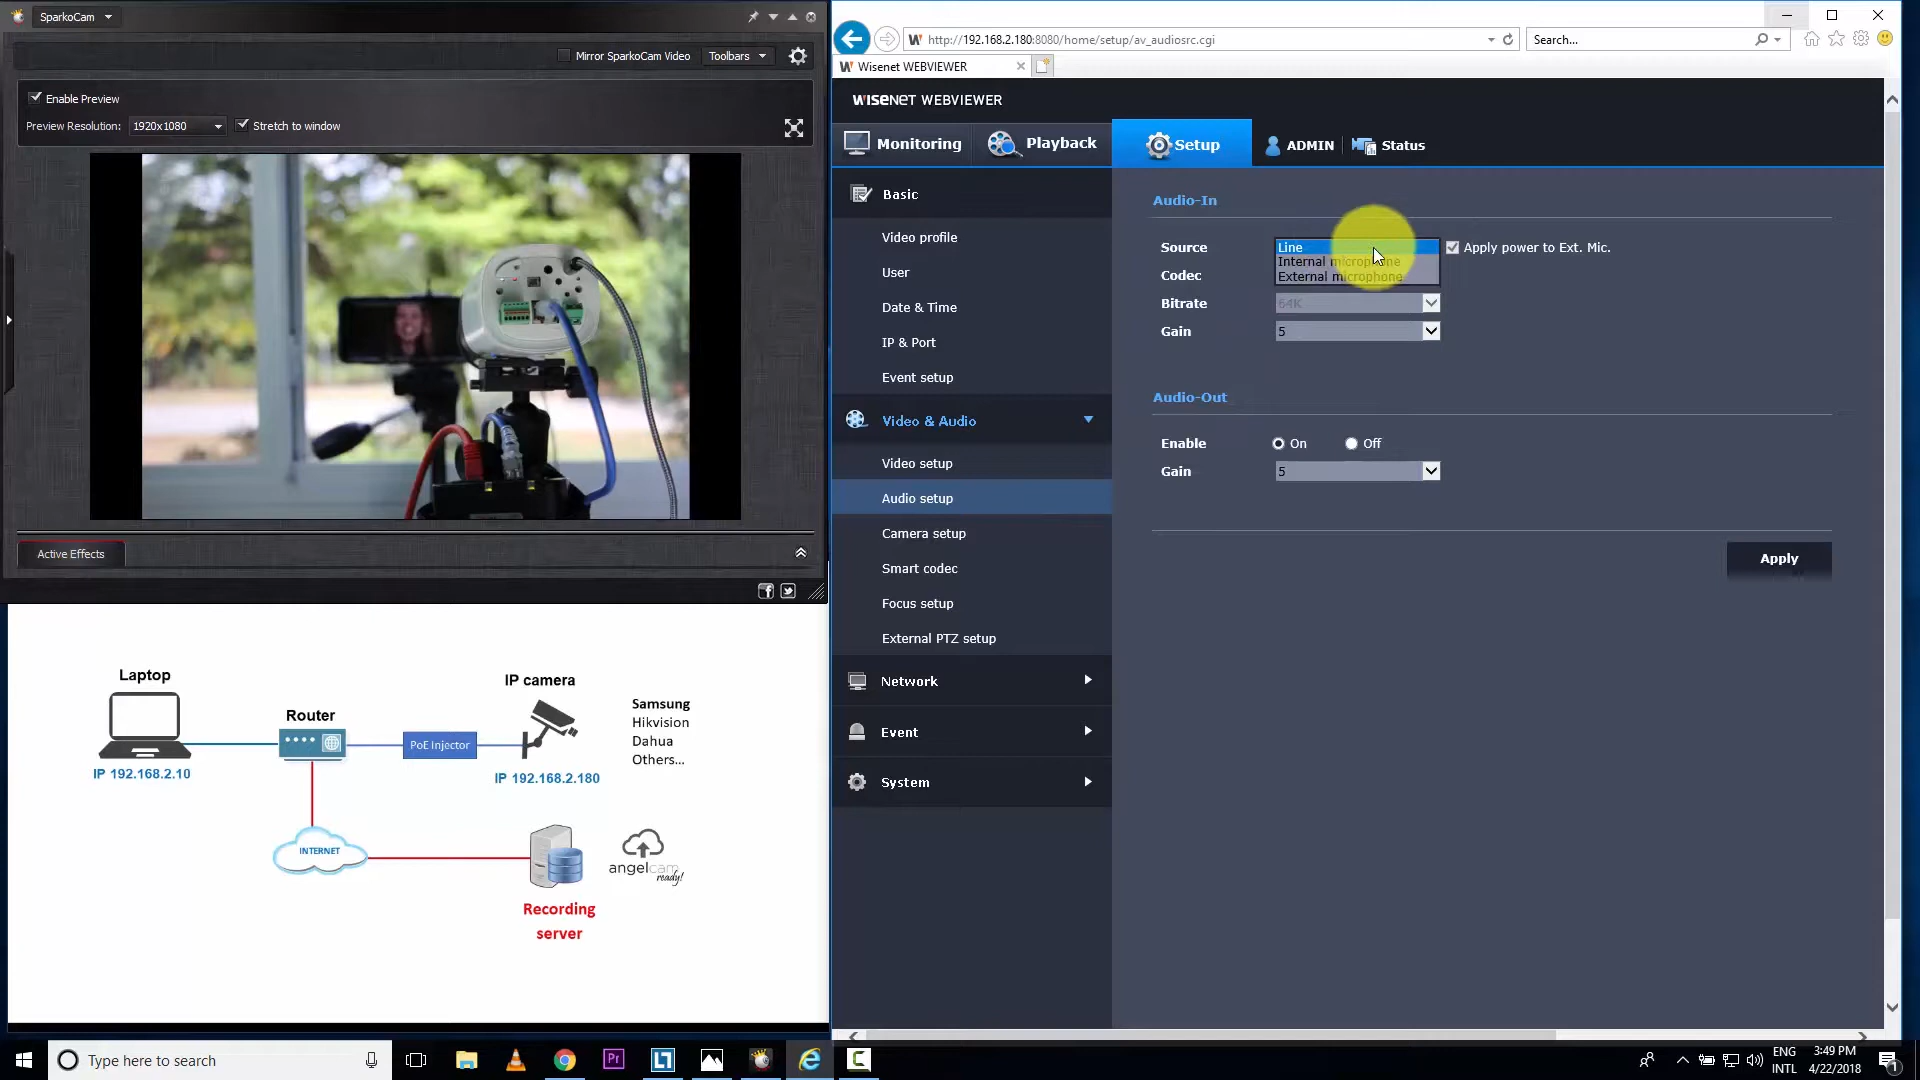 SparkoCam
Mirror SparkoCam Video
Toolbars
Enable Preview
Preview Resolution: 1920x1080
Stretch to window
Active Effects
Laptop
IP 192.168.2.10
Router
PoE Injector
IP camera
IP 192.168.2.180
Samsung
Hikvision
Dahua
Others...
INTERNET
angelcam
ready!
Recording
server
http://192.168.2.180:8080/home/setup/av_audiosrc.cgi
Search...
Wisenet WEBVIEWER
WISENET WEBVIEWER
Monitoring
Playback
Setup
ADMIN
Status
Basic
Video profile
User
Date & Time
IP & Port
Event setup
Video & Audio
Video setup
Audio setup
Camera setup
Smart codec
Focus setup
External PTZ setup
Network
Event
System
Audio-In
Source
Line
Internal microphone
External microphone
Apply power to Ext. Mic.
Codec
Bitrate 64K
Gain 5
Audio-Out
Enable On Off
Gain 5
Apply
Type here to search
ENG
INTL
3:49 PM
4/22/2018
1